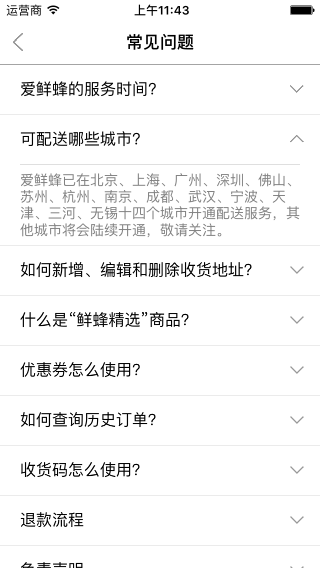 运营商 上午11:43
常见问题
爱鲜蜂的服务时间?
可配送哪些城市?
爱鲜蜂已在北京、上海、广州、深圳、佛山、
苏州、杭州、南京、成都、武汉、宁波、天
津、三河、无锡十四个城市开通配送服务，其
他城市将会陆续开通，敬请关注。
如何新增、编辑和删除收货地址?
什么是“鲜蜂精选”商品?
优惠券怎么使用?
如何查询历史订单?
收货码怎么使用?
退款流程
免责声明